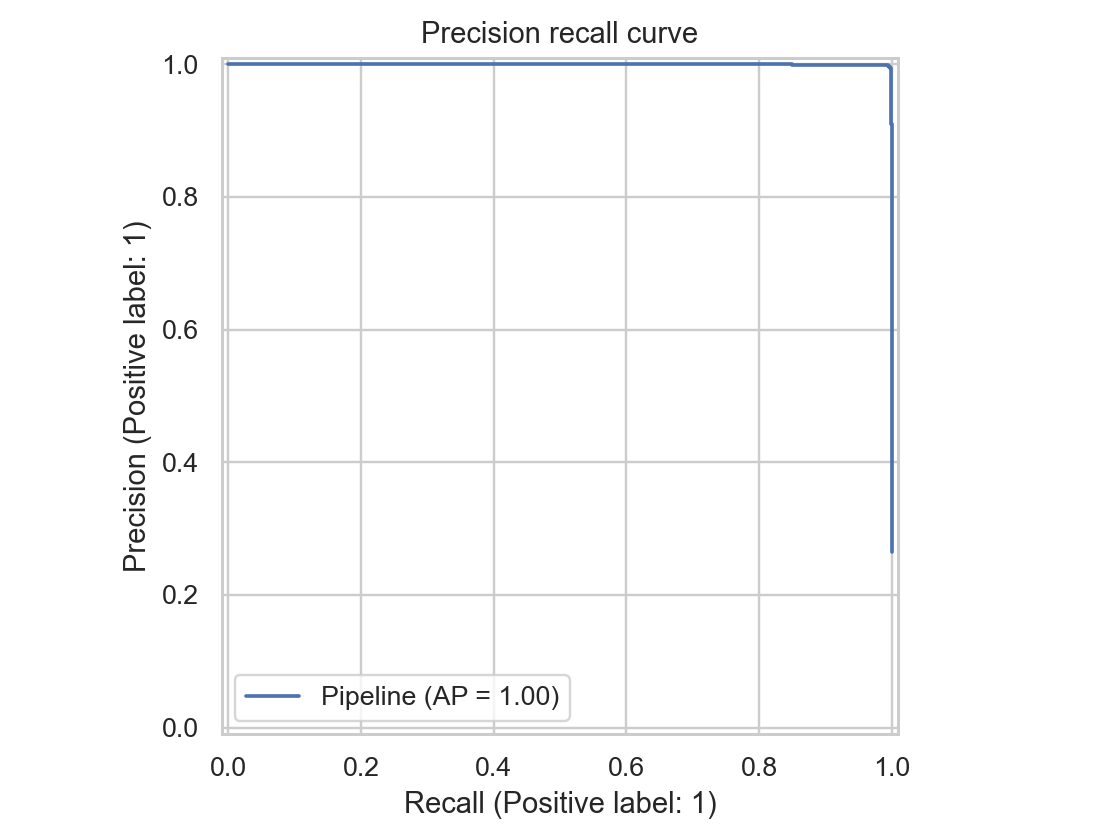 Precision recall curve
1.0
0.8
0.6
0.4
0.2
0.0
Precision (Positive label: 1)
Pipeline (AP = 1.00)
0.0 0.2 0.4 0.6 0.8 1.0
Recall (Positive label: 1)